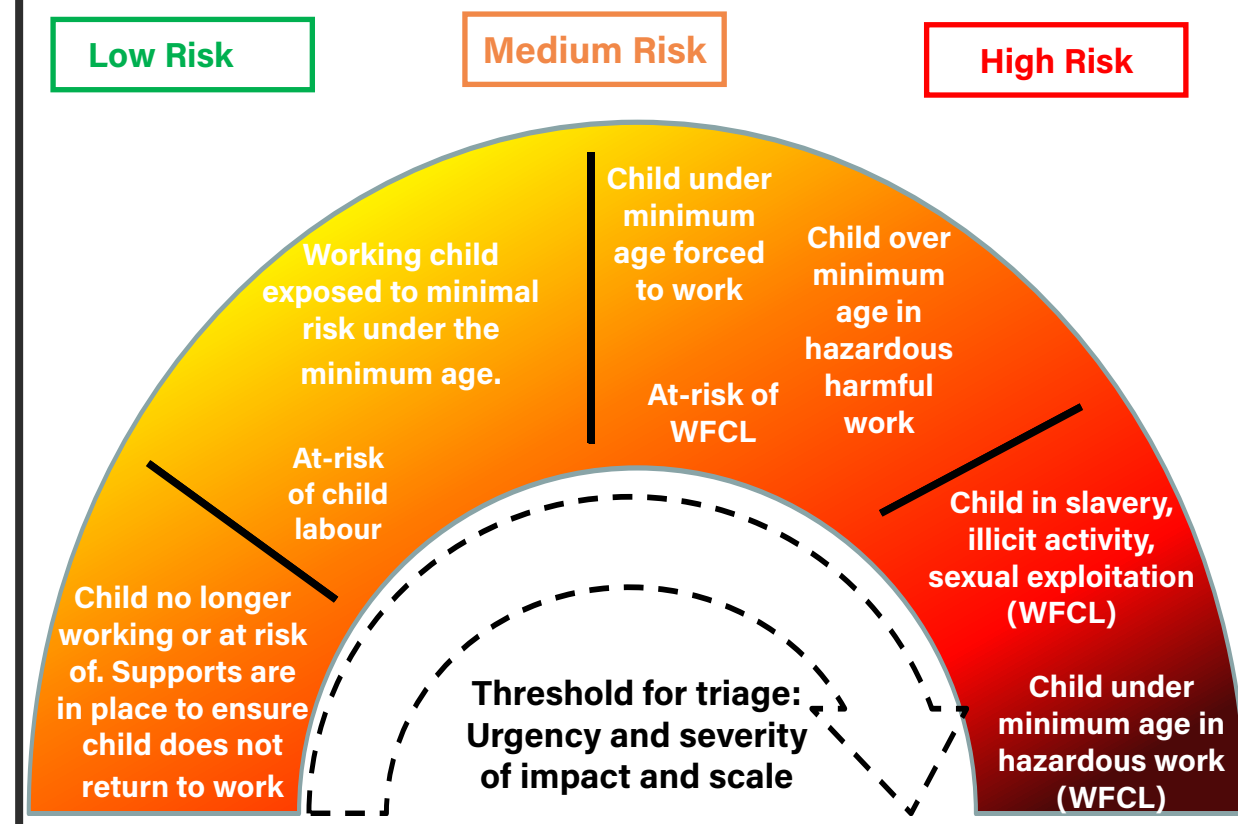 Low Risk
Medium Risk
High Risk
Child no longer
working or at risk
of. Supports are
in place to ensure
child does not
return to work
At-risk
of child
labour
Working child
exposed to minimal
risk under the
minimum age.
Child under
minimum
age forced
to work
At-risk of
WFCL
Child over
minimum
age in
hazardous
harmful
work
Child in slavery,
illicit activity,
sexual exploitation
(WFCL)
Child under
minimum age in
hazardous work
(WFCL)
Threshold for triage:
Urgency and severity
of impact and scale